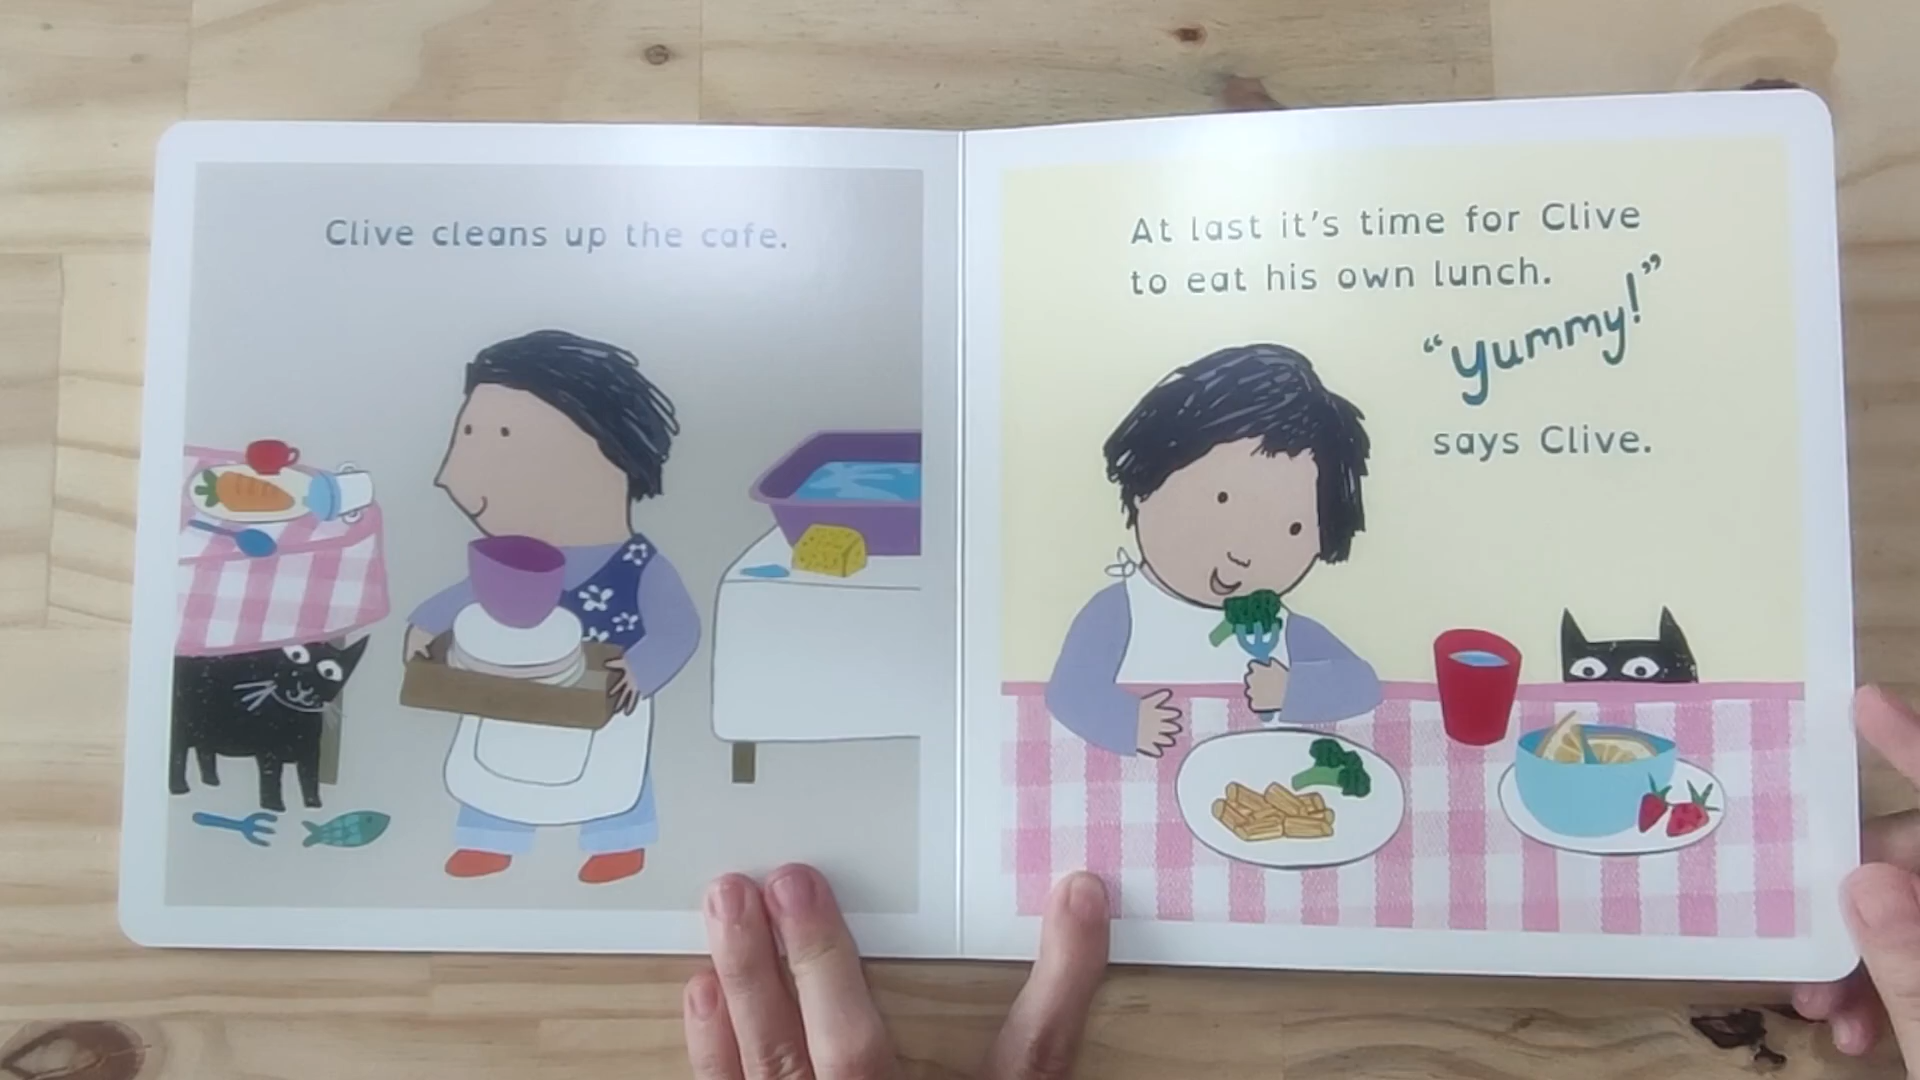 Clive cleans up the cafe.
At last it's time for Clive
to eat his own lunch.
"yummy!"
says Clive.